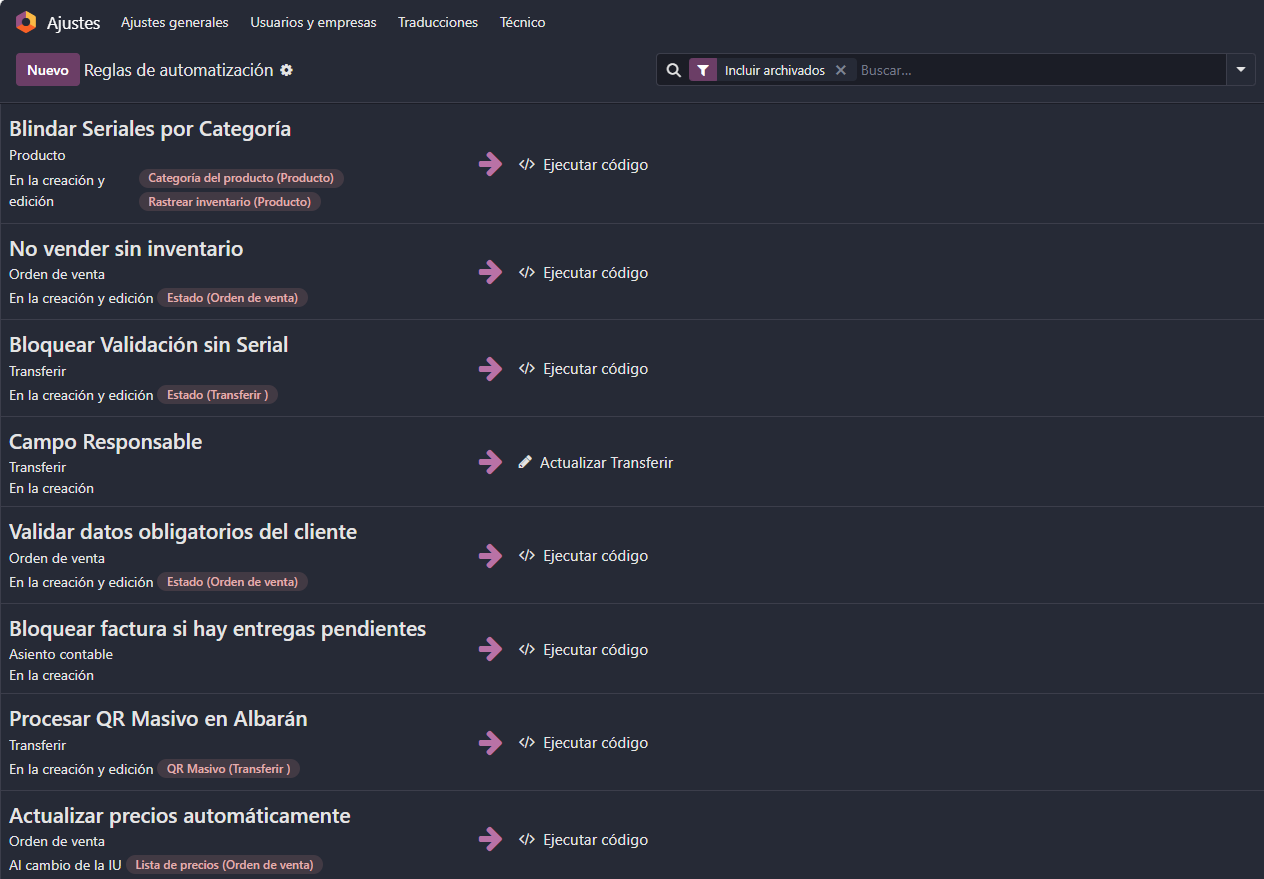 Ajustes Ajustes generales Usuarios y empresas Traducciones Técnico
Nuevo Reglas de automatización Incluir archivados Buscar...
Blindar Seriales por Categoría
Producto
En la creación y edición Categoría del producto (Producto) Rastrear inventario (Producto)
</> Ejecutar código
No vender sin inventario
Orden de venta
En la creación y edición Estado (Orden de venta)
</> Ejecutar código
Bloquear Validación sin Serial
Transferir
En la creación y edición Estado (Transferir )
</> Ejecutar código
Campo Responsable
Transferir
En la creación
Actualizar Transferir
Validar datos obligatorios del cliente
Orden de venta
En la creación y edición Estado (Orden de venta)
</> Ejecutar código
Bloquear factura si hay entregas pendientes
Asiento contable
En la creación
</> Ejecutar código
Procesar QR Masivo en Albarán
Transferir
En la creación y edición QR Masivo (Transferir )
</> Ejecutar código
Actualizar precios automáticamente
Orden de venta
Al cambio de la IU Lista de precios (Orden de venta)
</> Ejecutar código